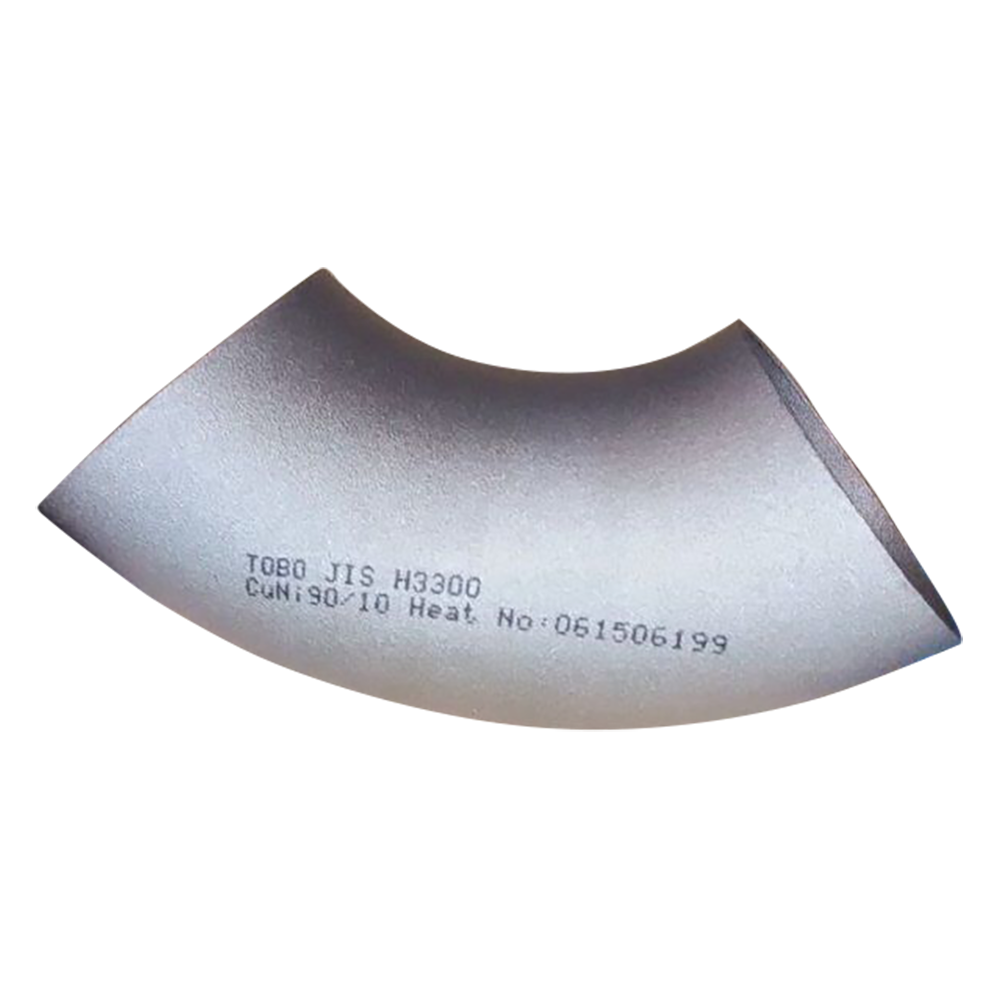 TOBO JIS H3300
CuNi90/10 Heat No:061506199